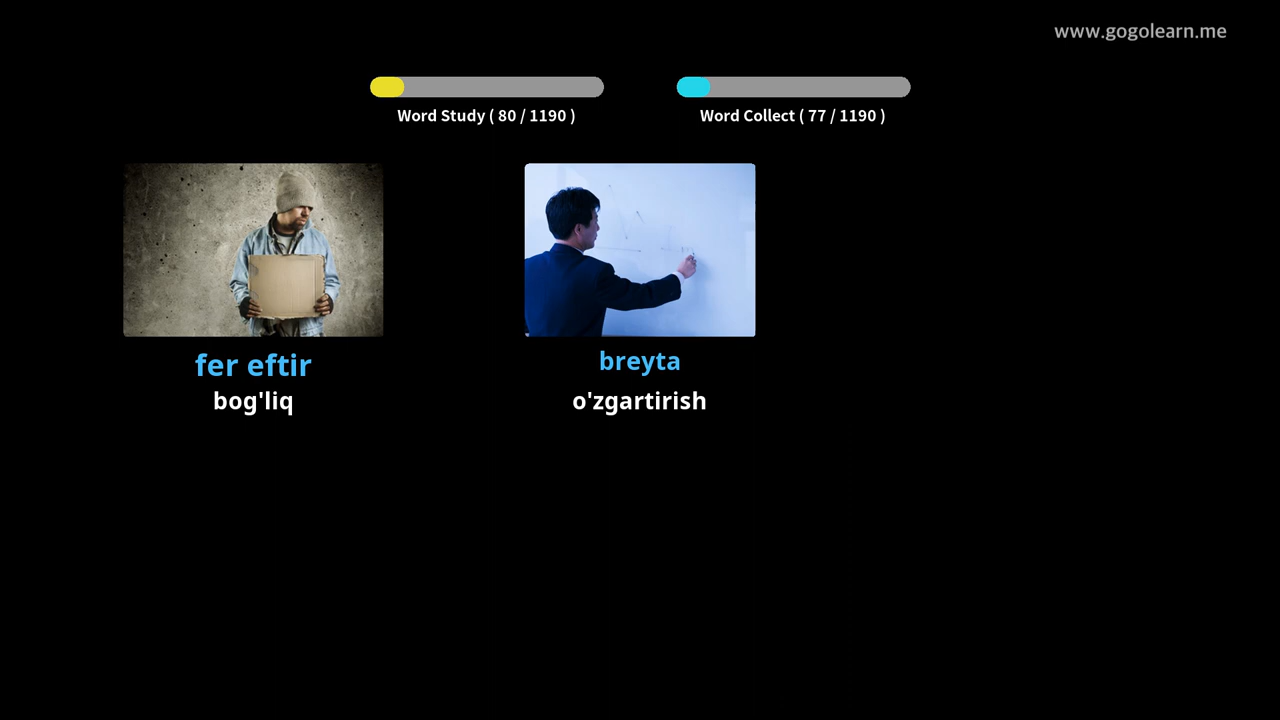 www.gogolearn.me
Word Study ( 80 / 1190 )
Word Collect ( 77 / 1190 )
fer eftir
bog'liq
breyta
o'zgartirish